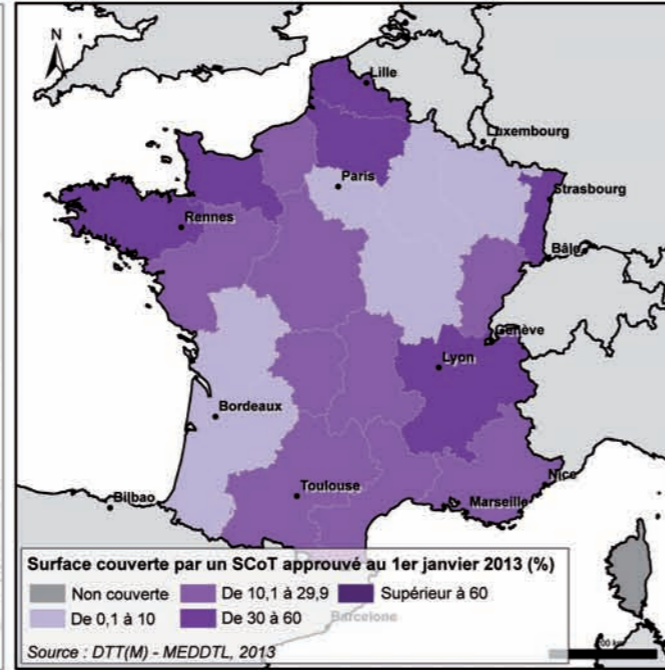 N
Lille
Luxembourg
Paris
Strasbourg
Rennes
Bâle
Genève
Lyon
Bordeaux
Toulouse
Nice
Marseille
Bilbao
Surface couverte par un SCoT approuvé au 1er janvier 2013 (%)
Non couverte
De 10,1 à 29,9
Supérieur à 60
De 0,1 à 10
De 30 à 60
Barcelone
Source : DTT(M) - MEDDTL, 2013